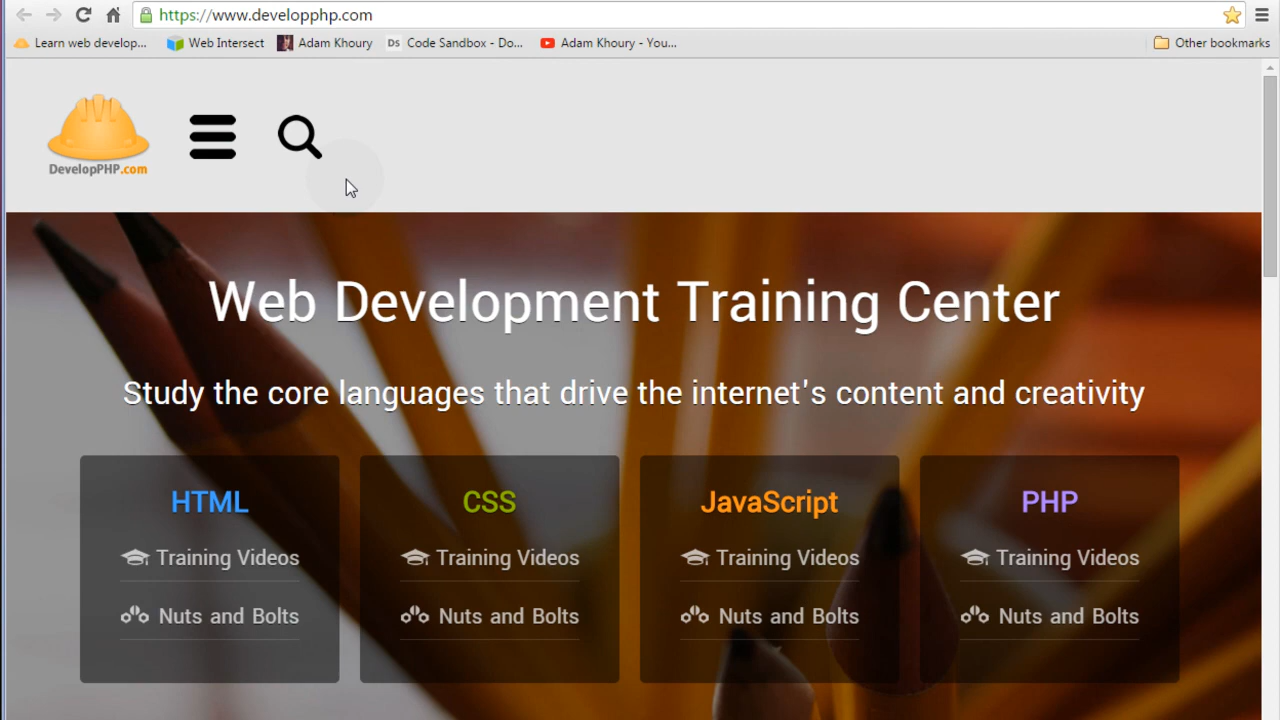 https://www.developphp.com
Learn web develop... Web Intersect Adam Khoury Ds Code Sandbox - Do... Adam Khoury - You... Other bookmarks
DevelopPHP.com
Web Development Training Center
Study the core languages that drive the internet's content and creativity
HTML CSS JavaScript PHP
Training Videos Training Videos Training Videos Training Videos
Nuts and Bolts Nuts and Bolts Nuts and Bolts Nuts and Bolts